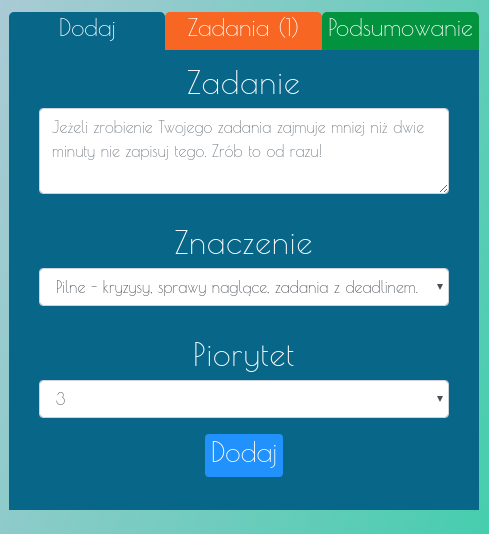 Dodaj Zadania (1) Podsumowanie
Zadanie
Jeżeli zrobienie Twojego zadania zajmuje mniej niż dwie
minuty nie zapisuj tego. Zrób to od razu!
Znaczenie
Pilne - kryzysy, sprawy naglące, zadania z deadlinem.
Piorytet
3
Dodaj